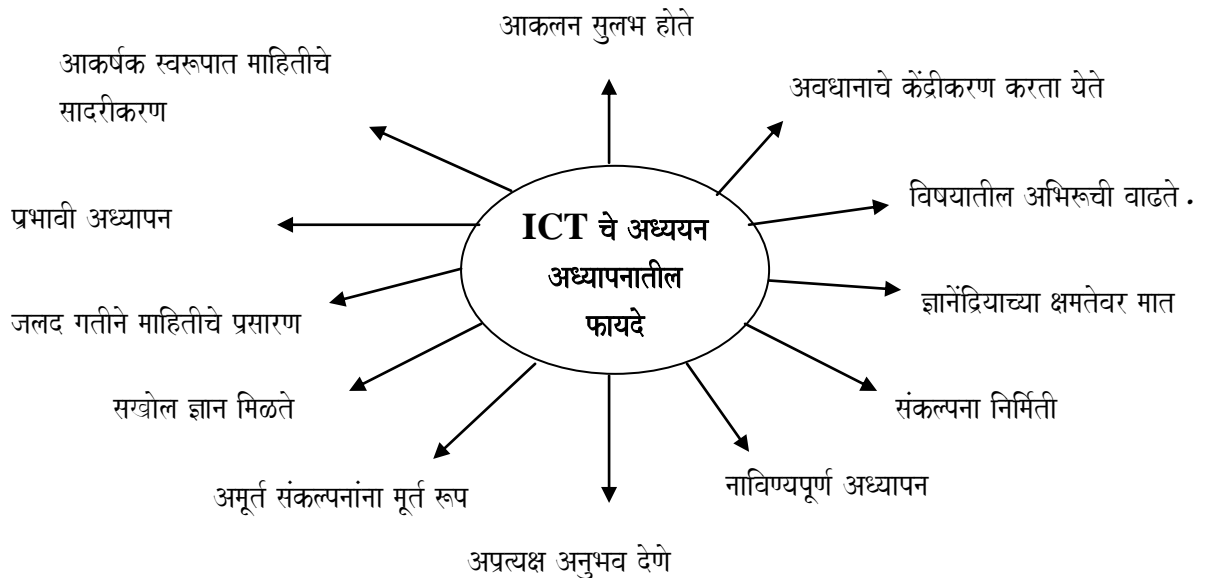 आकलन सुलभ होते
आकर्षक स्वरूपात माहितीचे
सादरीकरण
अवधानाचे केंद्रीकरण करता येते
प्रभावी अध्यापन
विषयातील अभिरूची वाढते.
ICT चे अध्ययन
अध्यापनातील
फायदे
जलद गतीने माहितीचे प्रसारण
ज्ञानेंद्रियाच्या क्षमतेवर मात
सखोल ज्ञान मिळते
संकल्पना निर्मिती
अमूर्त संकल्पनांना मूर्त रूप
नाविण्यपूर्ण अध्यापन
अप्रत्यक्ष अनुभव देणे